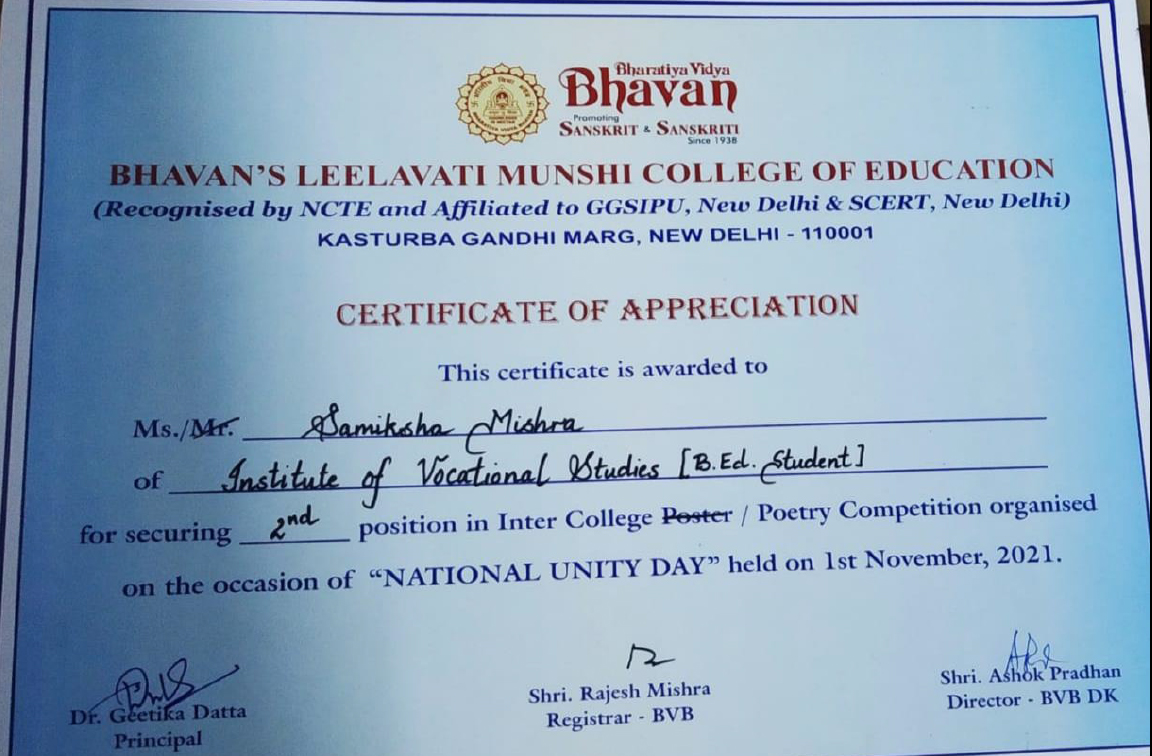 Bharatiya Vidya
Bhavan
Promoting
SANSKRIT & SANSKRITI
Since 1938
BHAVAN'S LEELAVATI MUNSHI COLLEGE OF EDUCATION
(Recognised by NCTE and Affiliated to GGSIPU, New Delhi & SCERT, New Delhi)
KASTURBA GANDHI MARG, NEW DELHI - 110001
CERTIFICATE OF APPRECIATION
This certificate is awarded to
Ms./Mr. Samiksha Mishra
of Institute of Vocational Studies [B.Ed. Student]
for securing 2nd position in Inter College Poster / Poetry Competition organised
on the occasion of “NATIONAL UNITY DAY” held on 1st November, 2021.
Dr. Geetika Datta
Principal
Shri. Rajesh Mishra
Registrar - BVB
Shri. Ashok Pradhan
Director - BVB DK